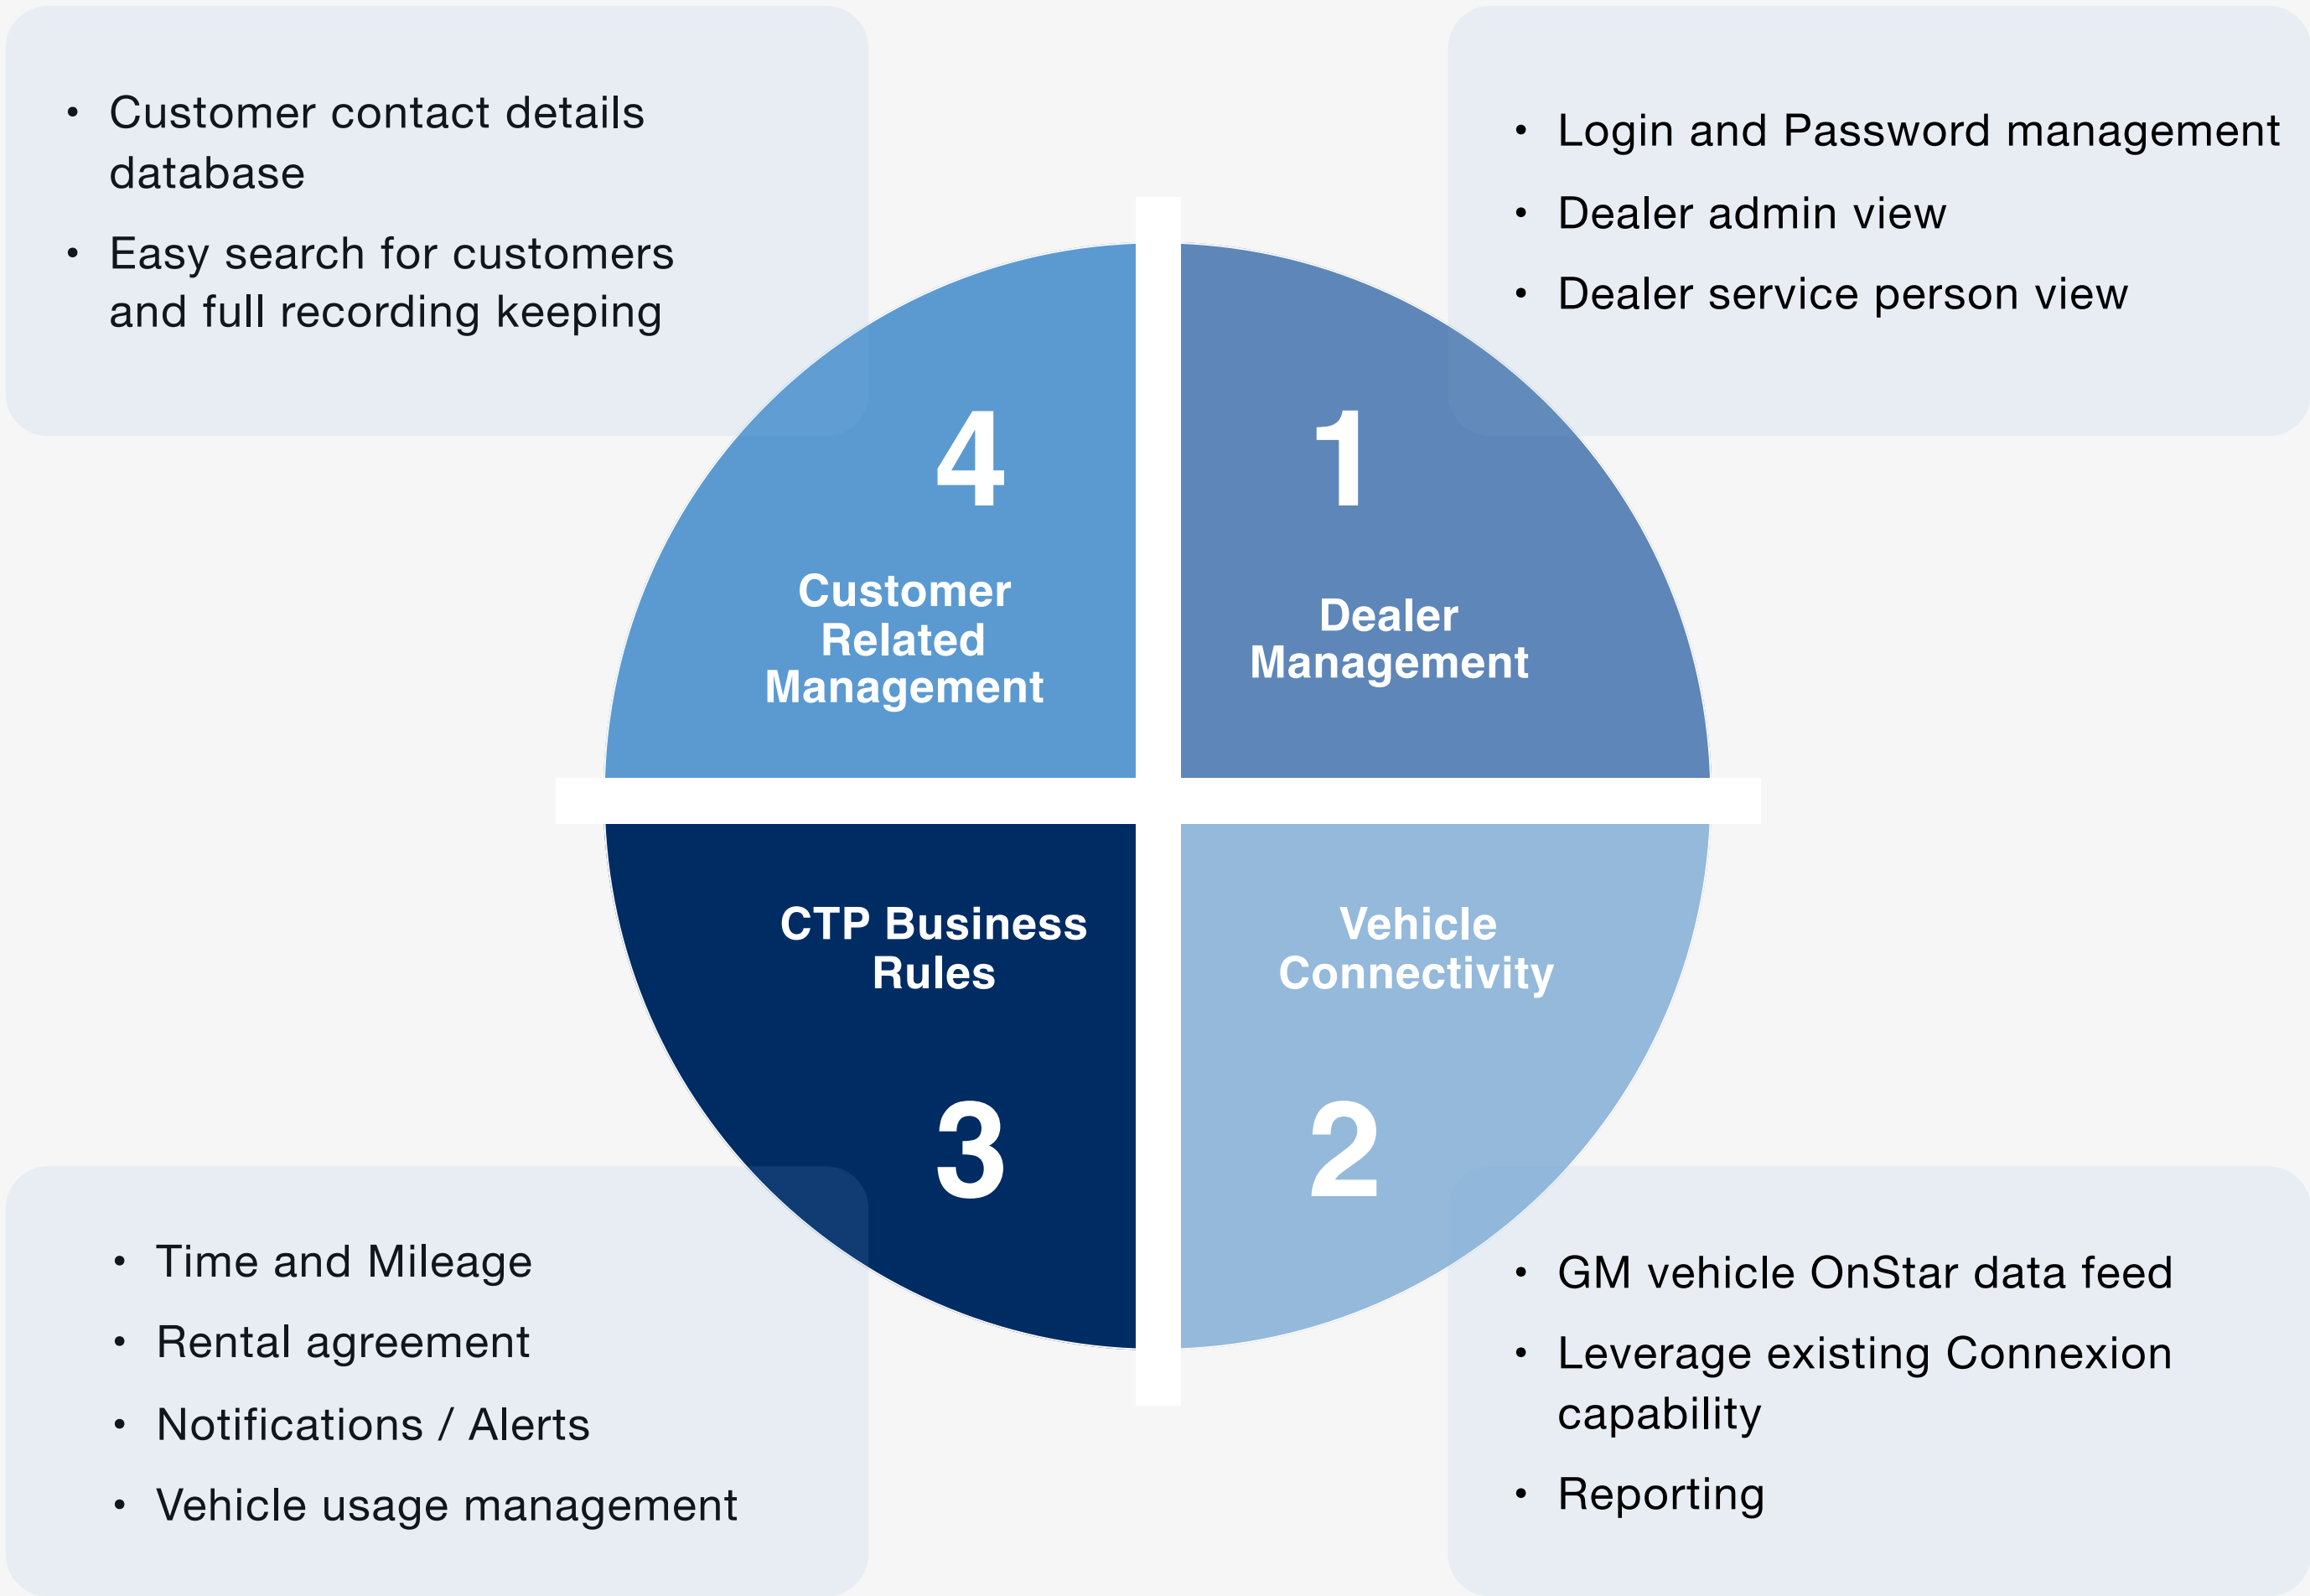 • Customer contact details
database
• Easy search for customers
and full recording keeping
• Login and Password management
• Dealer admin view
• Dealer service person view
4
Customer
Related
Management
1
Dealer
Management
CTP Business
Rules
3
Vehicle
Connectivity
2
• Time and Mileage
• Rental agreement
• Notifications / Alerts
• Vehicle usage management
• GM vehicle OnStar data feed
• Leverage existing Connexion
capability
• Reporting